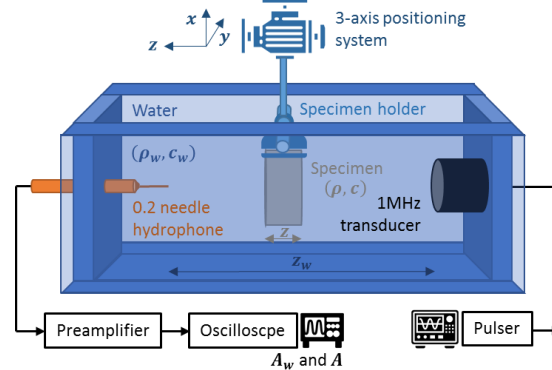 x
y
z
3-axis positioning
system
Water
Specimen holder
(ρw, cw)
Specimen
(ρ, c)
0.2 needle
hydrophone
1MHz
transducer
z
zw
Preamplifier
Oscilloscpe
Pulser
Aw and A